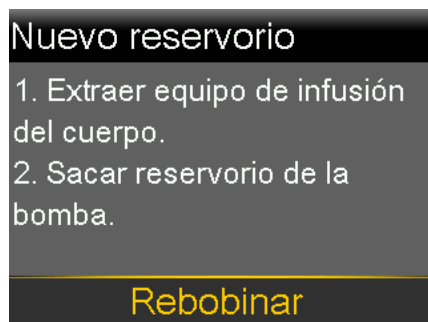 Nuevo reservorio
1. Extraer equipo de infusión
del cuerpo.
2. Sacar reservorio de la
bomba.
Rebobinar